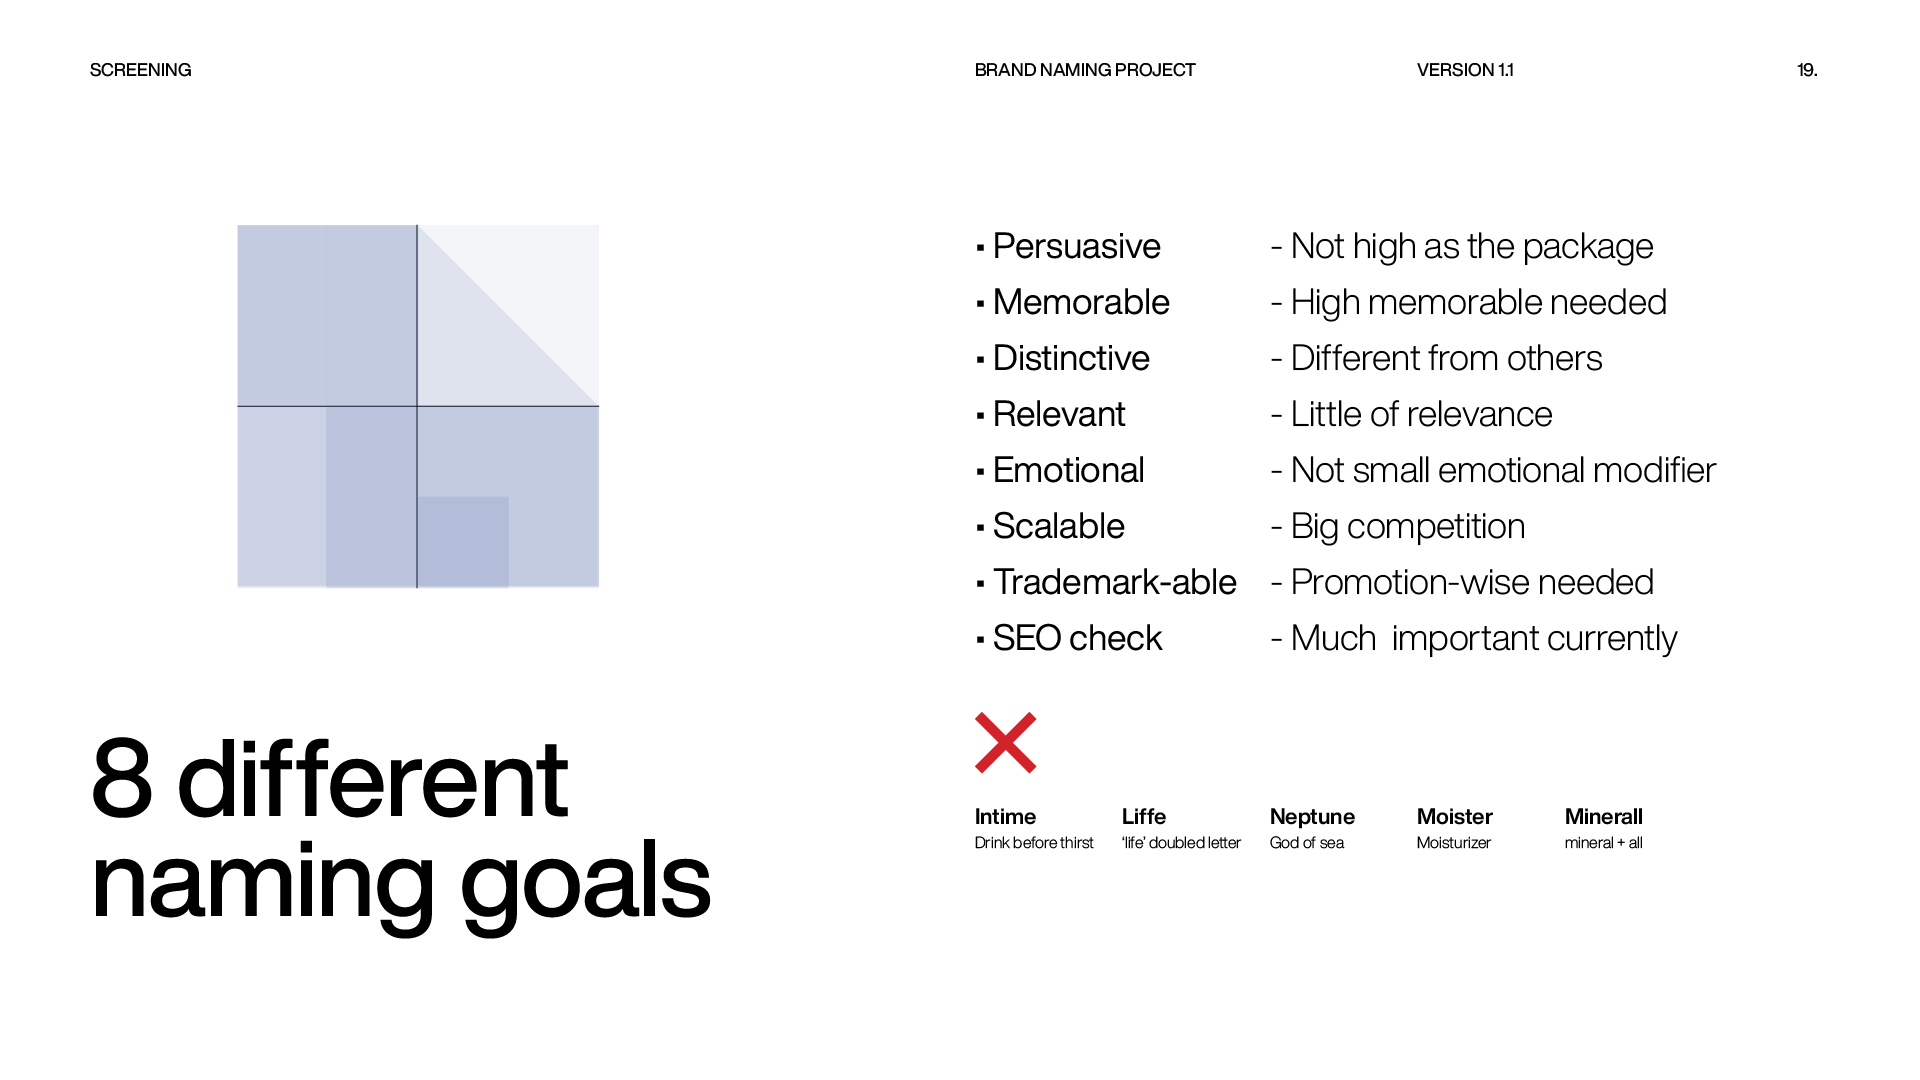 SCREENING
BRAND NAMING PROJECT
VERSION 1.1
19.
▪ Persuasive - Not high as the package
▪ Memorable - High memorable needed
▪ Distinctive - Different from others
▪ Relevant - Little of relevance
▪ Emotional - Not small emotional modifier
▪ Scalable - Big competition
▪ Trademark-able - Promotion-wise needed
▪ SEO check - Much  important currently
8 different
naming goals
Intime
Drink before thirst
Liffe
‘life’ doubled letter
Neptune
God of sea
Moister
Moisturizer
Minerall
mineral + all